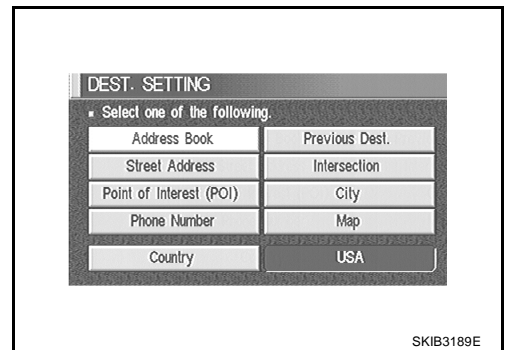 DEST. SETTING
▪ Select one of the following.
Address Book Previous Dest.
Street Address Intersection
Point of Interest (POI) City
Phone Number Map
Country USA
SKIB3189E